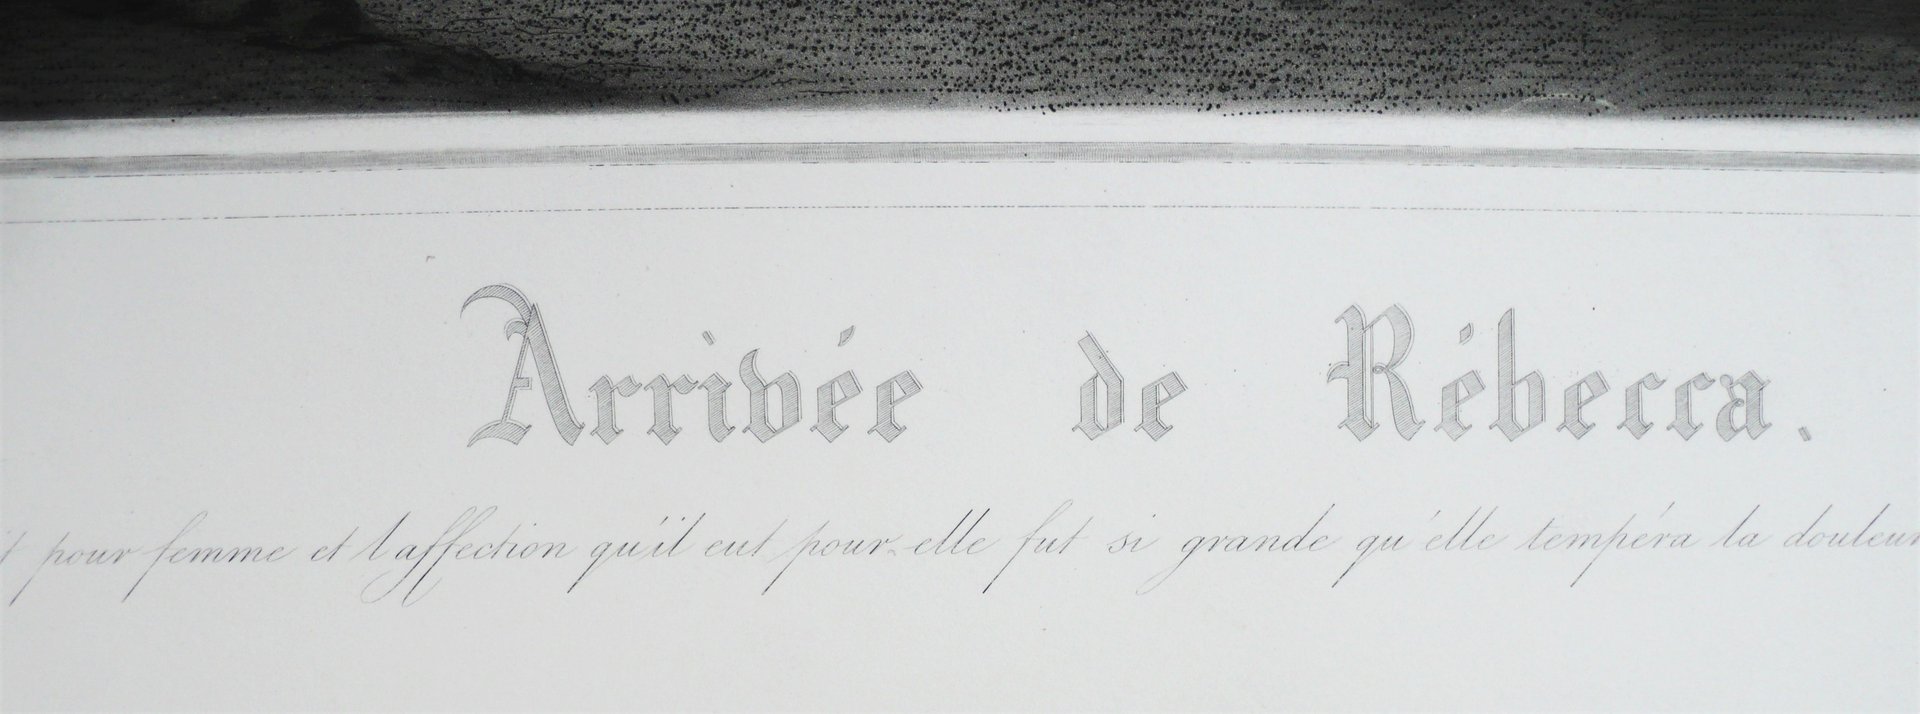 Arrivée de Rébecca.
pour femme et l'affection qu'il eut pour elle fut si grande qu'elle tempéra la douleur